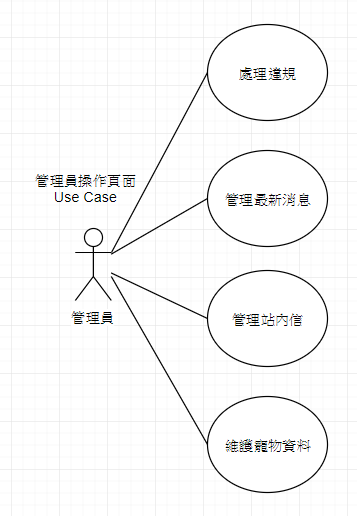 處理違規
管理員操作頁面
Use Case
管理最新消息
管理員
管理站內信
維護寵物資料